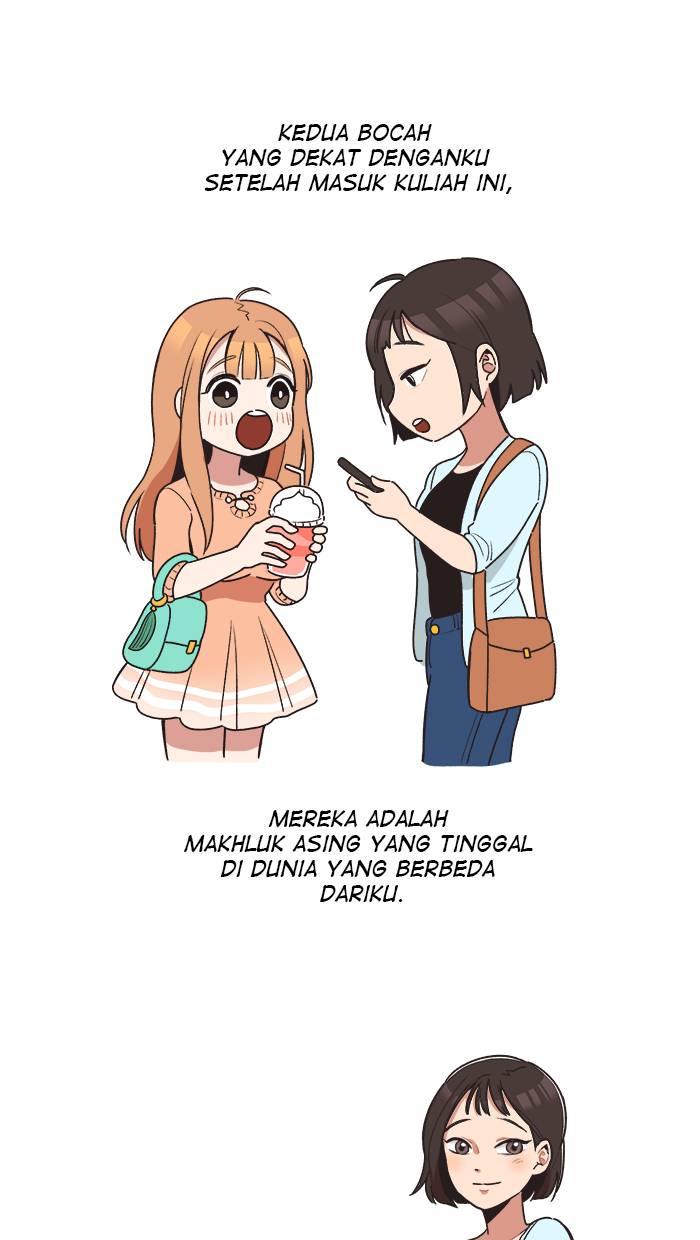 KEDUA BOCAH
YANG DEKAT DENGANKU
SETELAH MASUK KULIAH INI,
MEREKA ADALAH
MAKHLUK ASING YANG TINGGAL
DI DUNIA YANG BERBEDA
DARIKU.